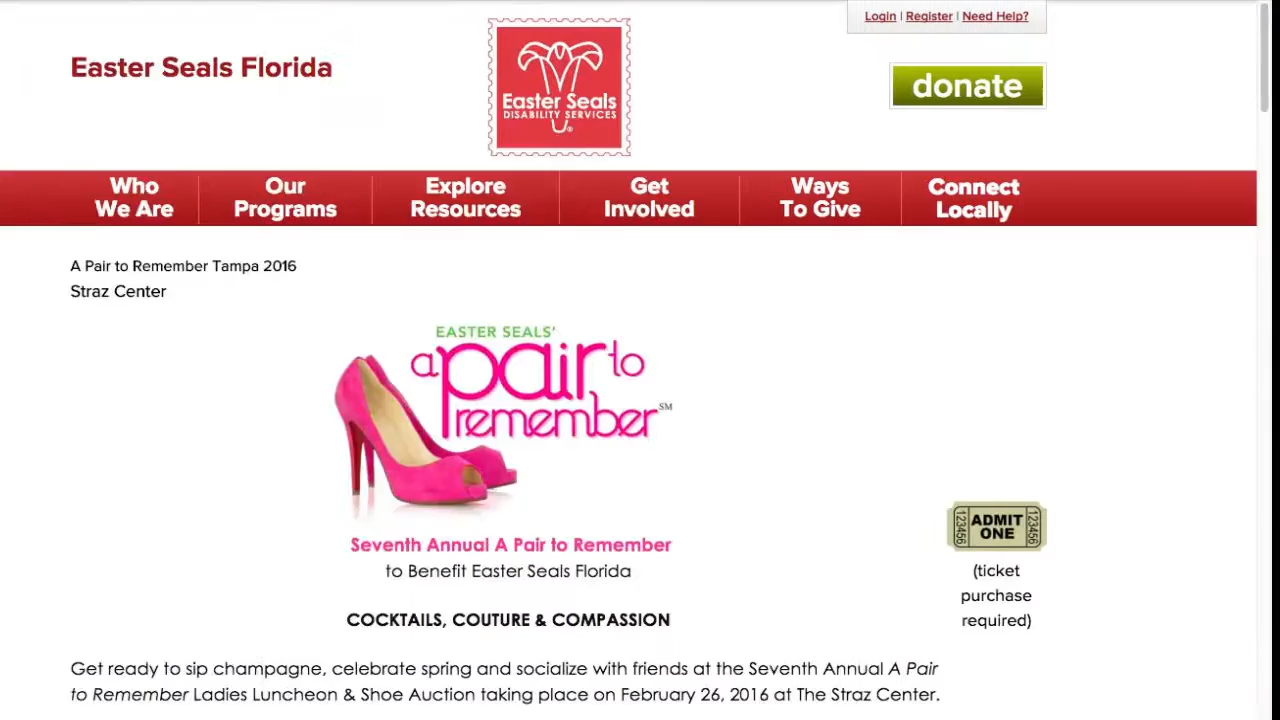 Login | Register | Need Help?
Easter Seals Florida
Easter Seals
DISABILITY SERVICES
®
donate
Who
We Are
Our
Programs
Explore
Resources
Get
Involved
Ways
To Give
Connect
Locally
A Pair to Remember Tampa 2016
Straz Center
EASTER SEALS'
a pair to
remember℠
123456 ADMIT ONE 123456
Seventh Annual A Pair to Remember
to Benefit Easter Seals Florida
(ticket
purchase
required)
COCKTAILS, COUTURE & COMPASSION
Get ready to sip champagne, celebrate spring and socialize with friends at the Seventh Annual A Pair
to Remember Ladies Luncheon & Shoe Auction taking place on February 26, 2016 at The Straz Center.